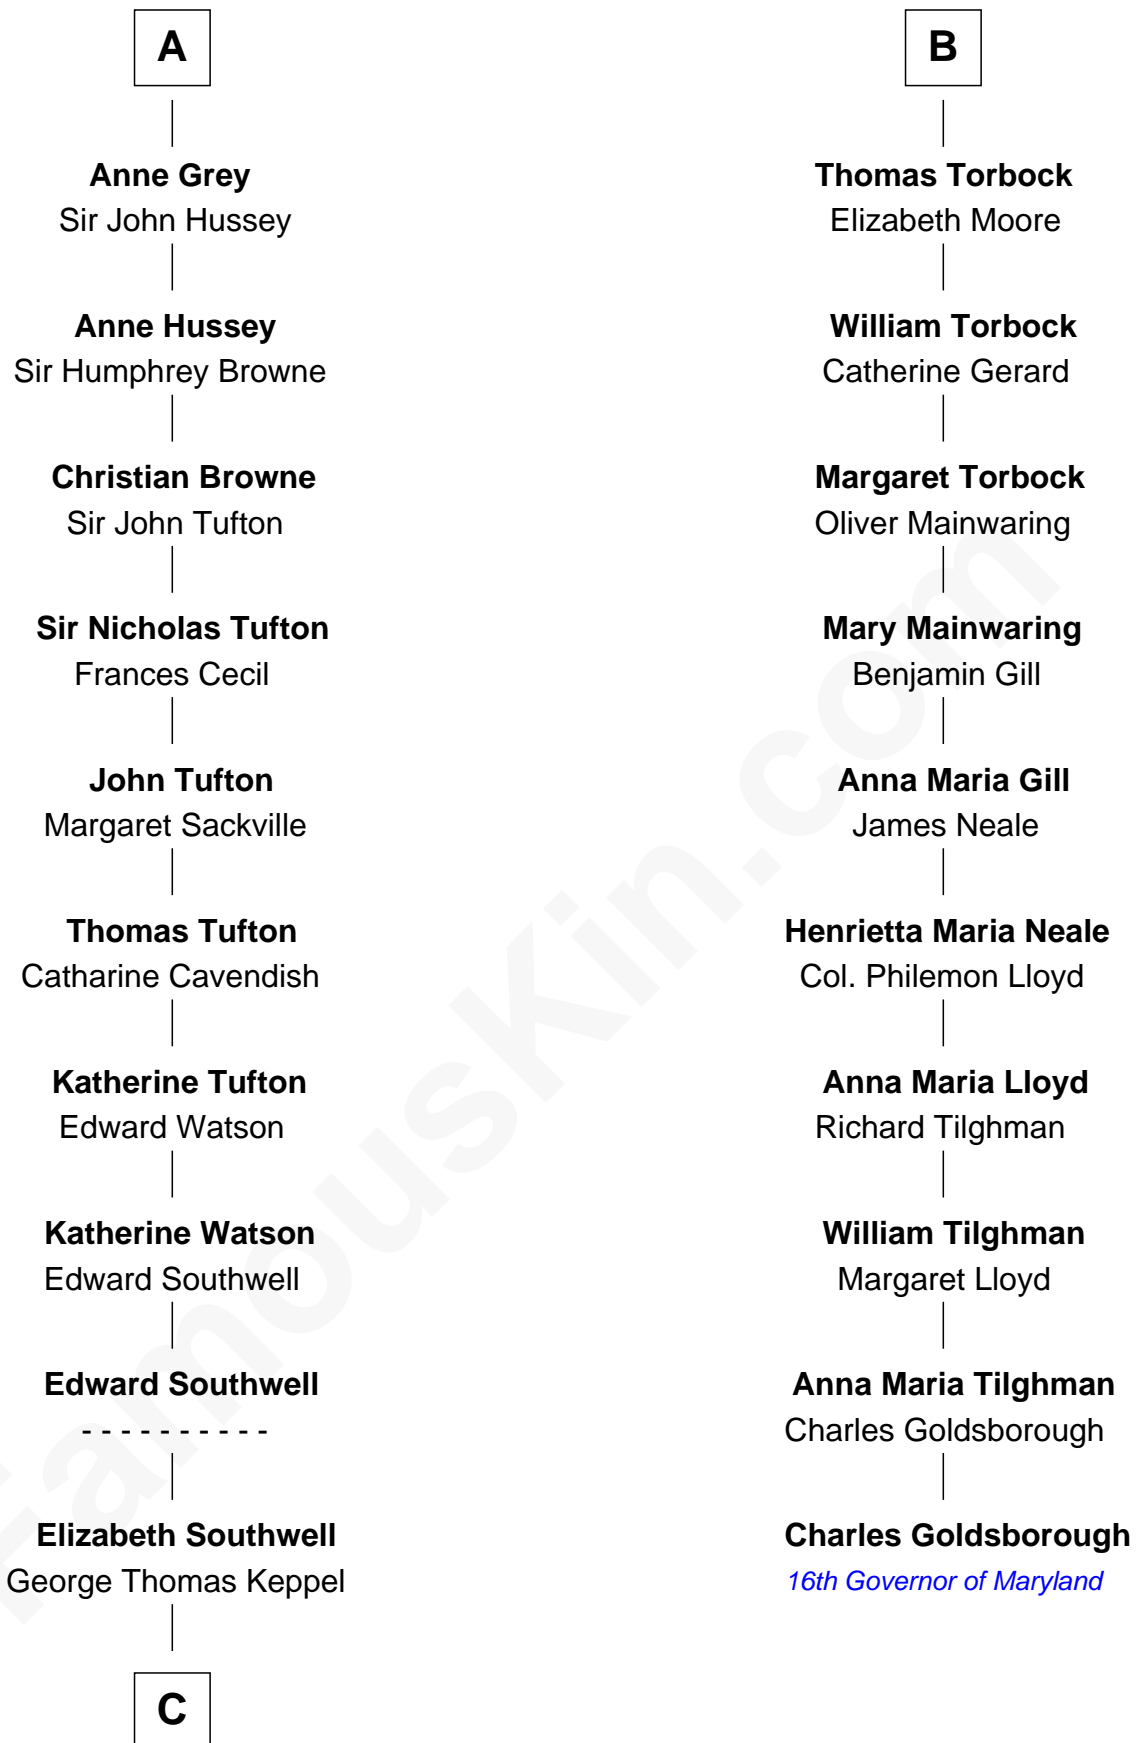 A
Anne Grey
Sir John Hussey
Anne Hussey
Sir Humphrey Browne
Christian Browne
Sir John Tufton
Sir Nicholas Tufton
Frances Cecil
John Tufton
Margaret Sackville
Thomas Tufton
Catharine Cavendish
Katherine Tufton
Edward Watson
Katherine Watson
Edward Southwell
Edward Southwell
- - - - - - - - - -
Elizabeth Southwell
George Thomas Keppel
C
B
Thomas Torbock
Elizabeth Moore
William Torbock
Catherine Gerard
Margaret Torbock
Oliver Mainwaring
Mary Mainwaring
Benjamin Gill
Anna Maria Gill
James Neale
Henrietta Maria Neale
Col. Philemon Lloyd
Anna Maria Lloyd
Richard Tilghman
William Tilghman
Margaret Lloyd
Anna Maria Tilghman
Charles Goldsborough
Charles Goldsborough
16th Governor of Maryland
FamousKin.com